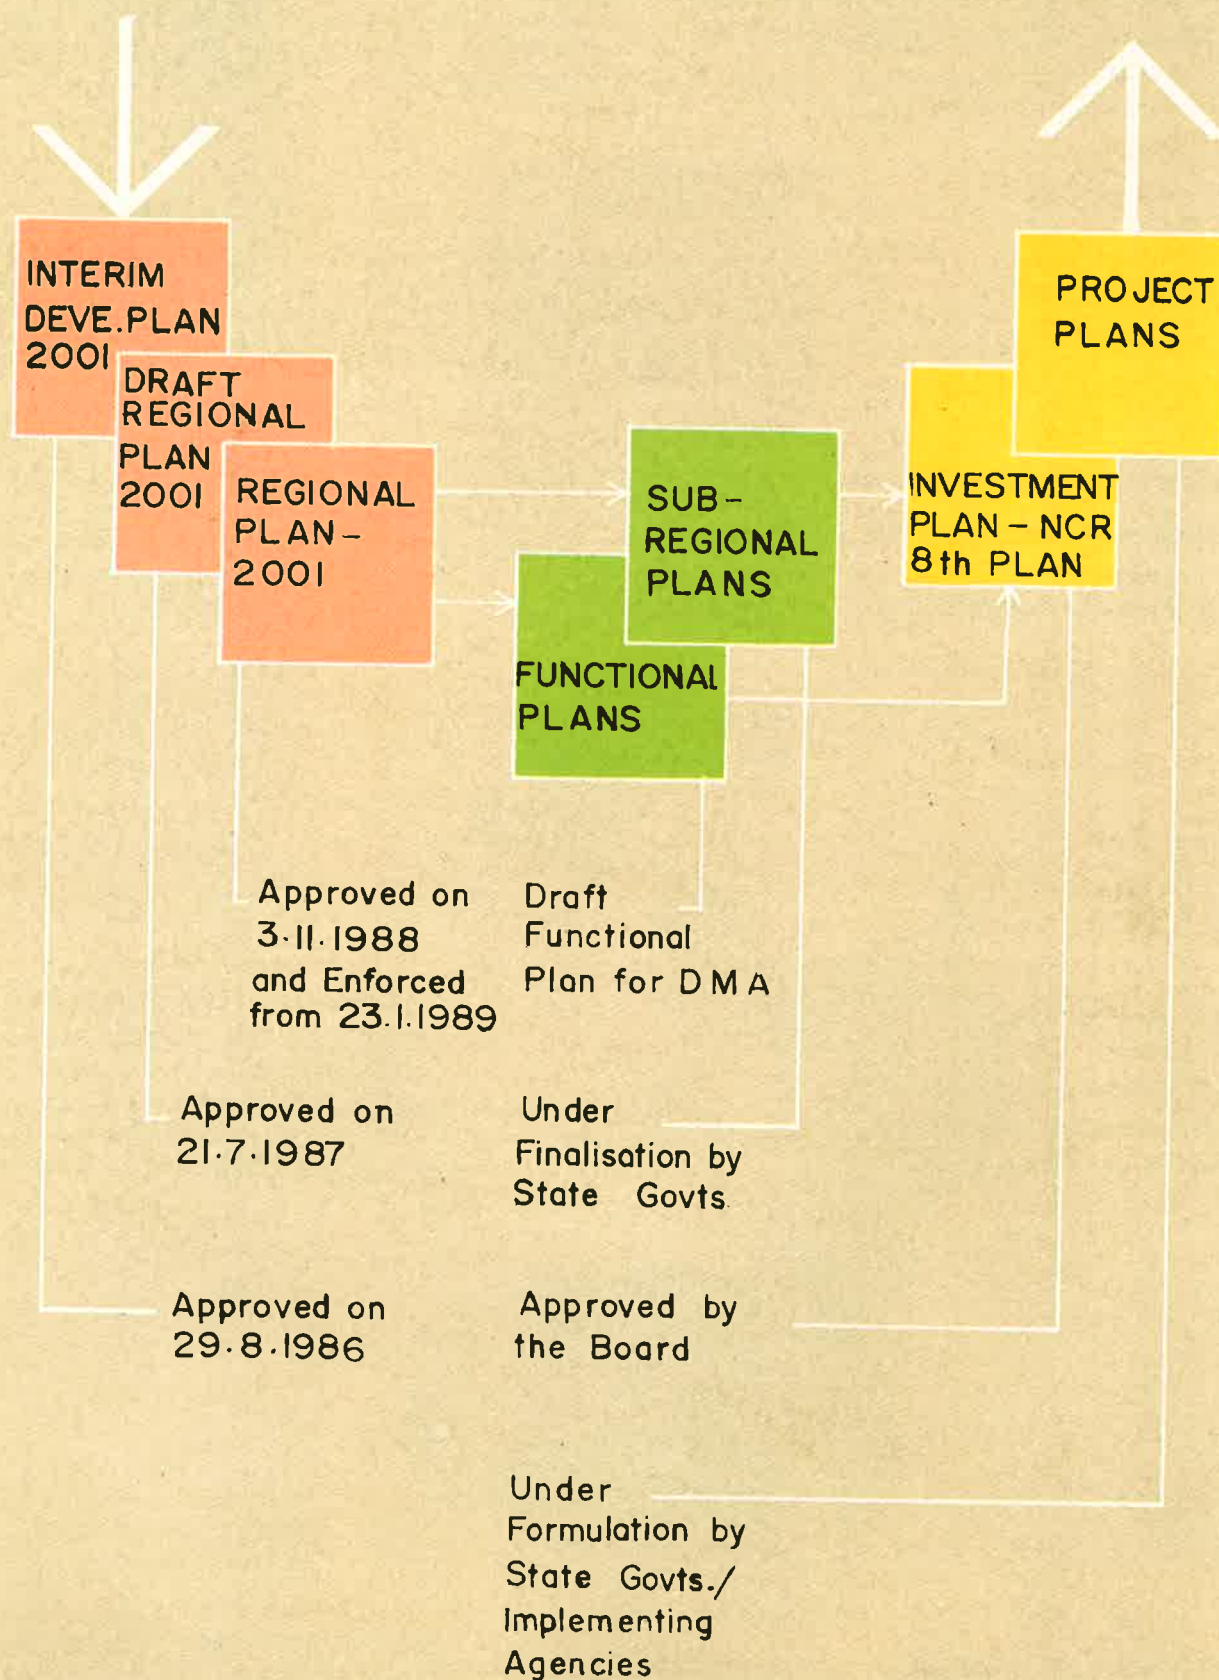 INTERIM
DEVE.PLAN
2001
DRAFT
REGIONAL
PLAN
2001
REGIONAL
PLAN-
2001
SUB-
REGIONAL
PLANS
FUNCTIONAL
PLANS
INVESTMENT
PLAN - NCR
8th PLAN
PROJECT
PLANS
Approved on
3.11.1988
and Enforced
from 23.1.1989
Draft
Functional
Plan for DMA
Approved on
21.7.1987
Under
Finalisation by
State Govts.
Approved on
29.8.1986
Approved by
the Board
Under
Formulation by
State Govts./
Implementing
Agencies